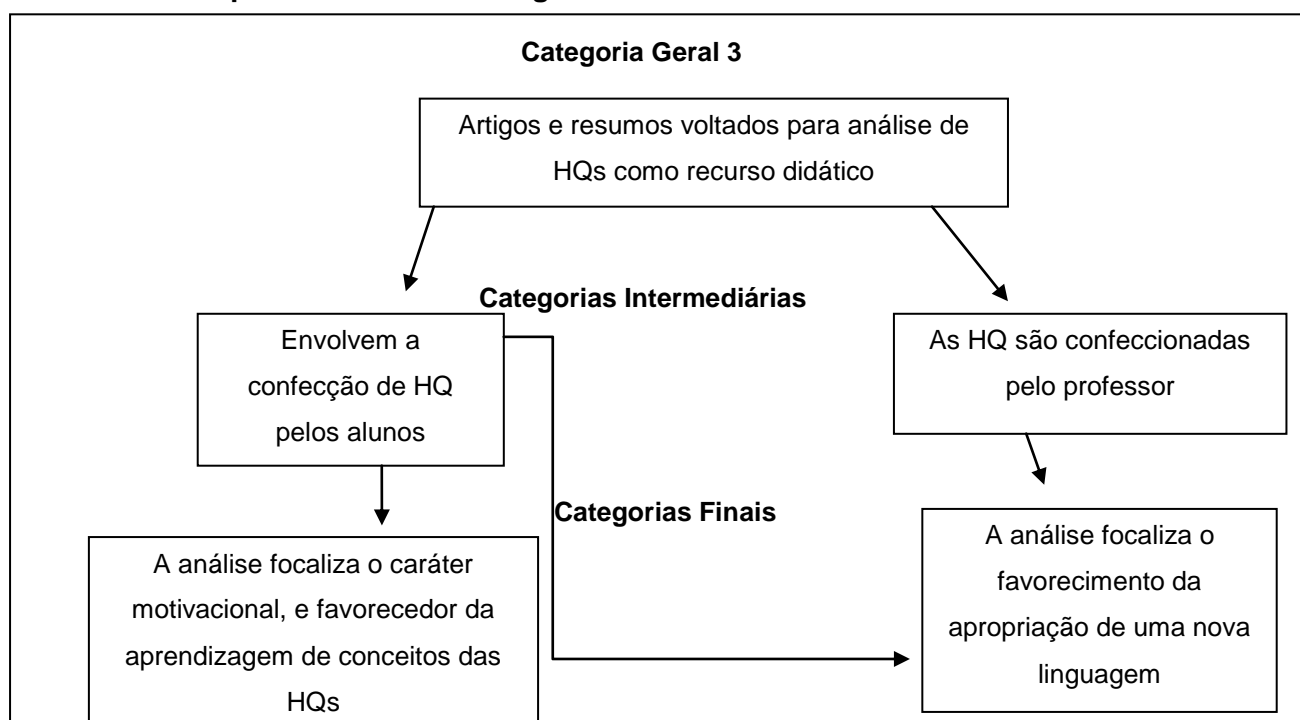 Categoria Geral 3
Artigos e resumos voltados para análise de
HQs como recurso didático
Categorias Intermediárias
Envolvem a
confecção de HQ
pelos alunos
As HQ são confeccionadas
pelo professor
Categorias Finais
A análise focaliza o caráter
motivacional, e favorecedor da
aprendizagem de conceitos das
HQs
A análise focaliza o
favorecimento da
apropriação de uma nova
linguagem